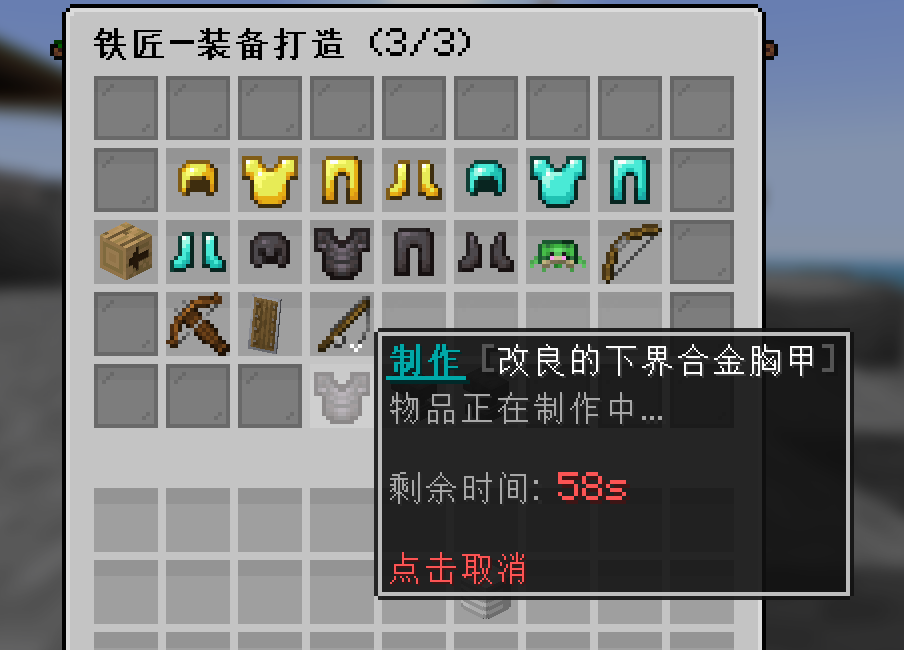 铁匠—装备打造 (3/3)
制作 [改良的下界合金胸甲]
物品正在制作中...
剩余时间: 58s
点击取消